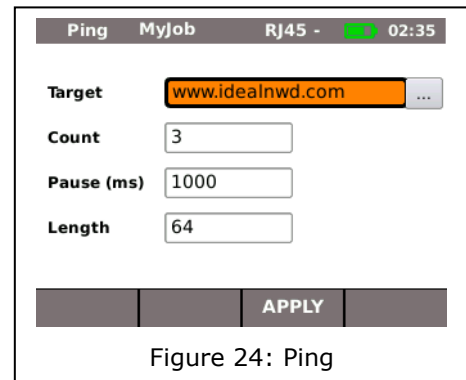 Ping MyJob RJ45 - 02:35
Target www.idealnwd.com ...
Count 3
Pause (ms) 1000
Length 64
APPLY
Figure 24: Ping